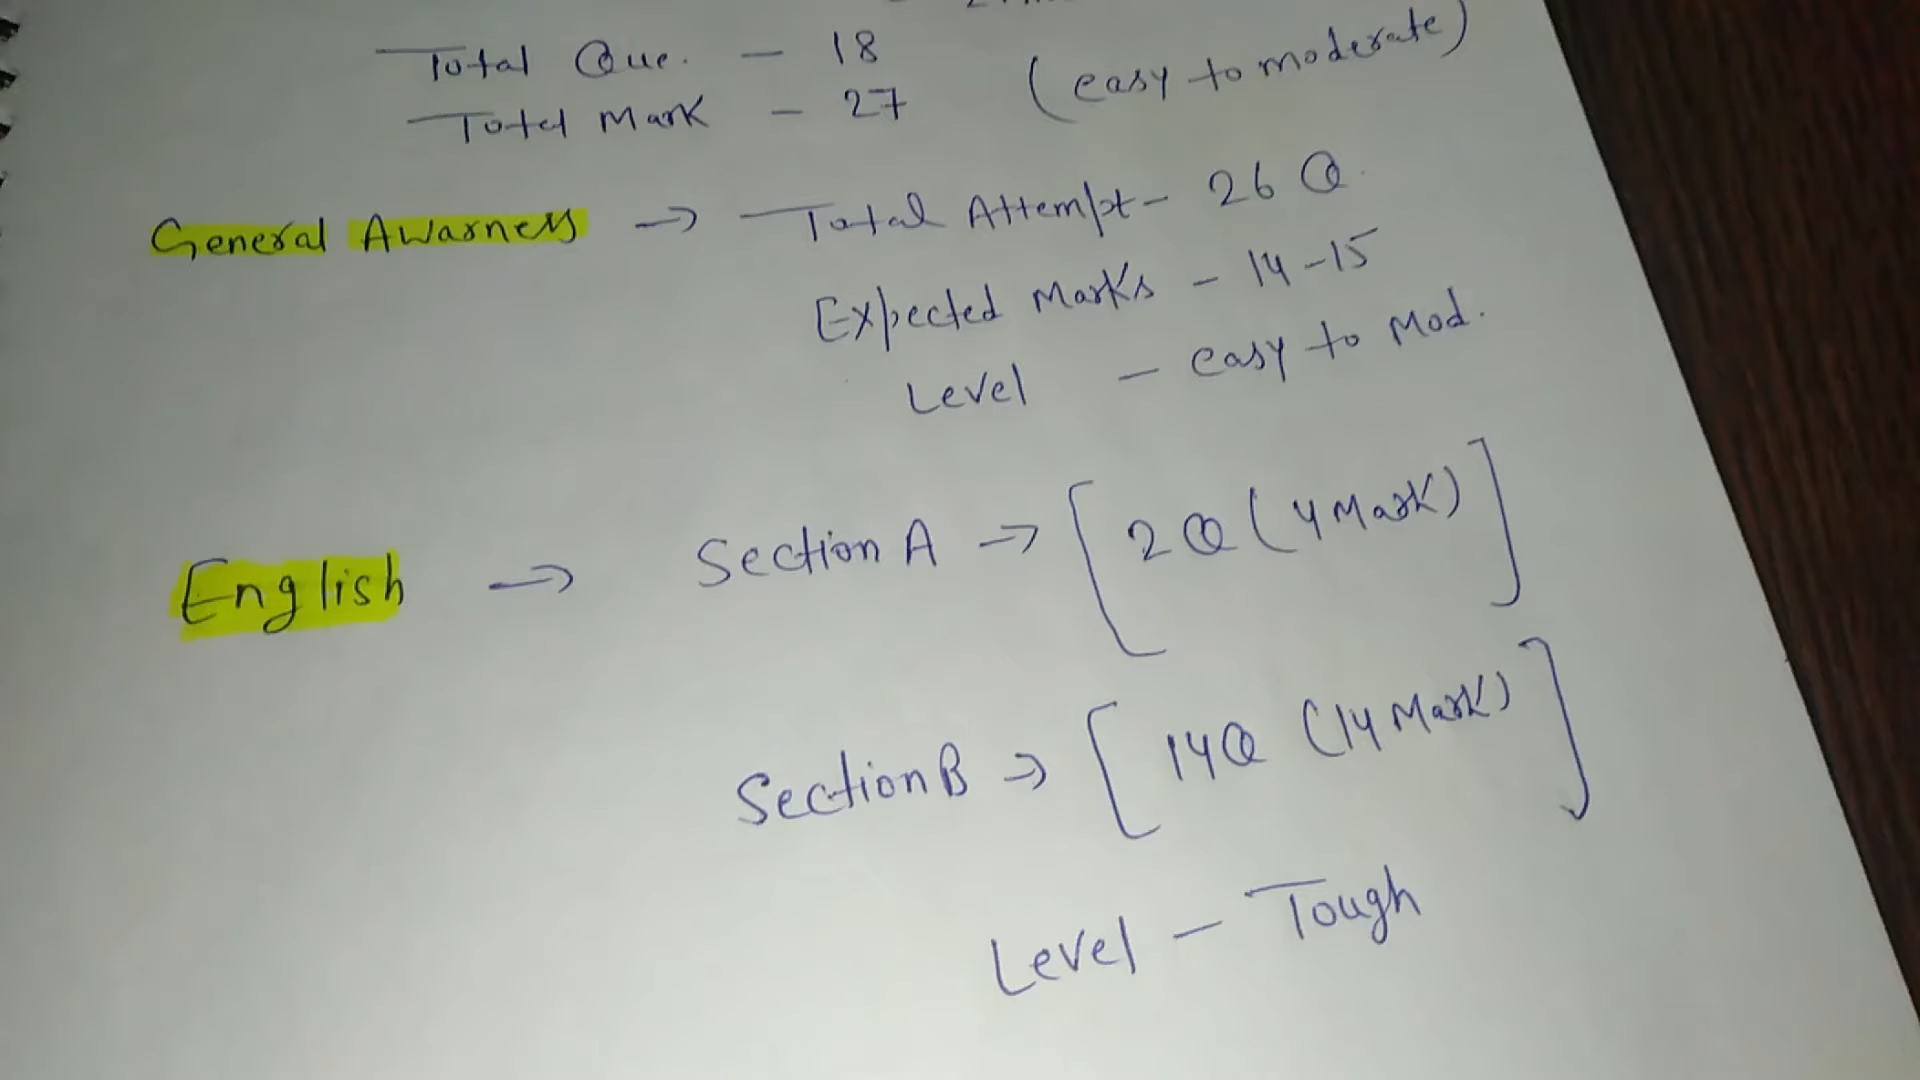 Total Que. - 18
Total Mark - 27 (easy to moderate)
General Awarness → Total Attempt - 26 Q.
Expected Marks - 14-15
Level - easy to Mod.
English → Section A → [2Q (4 Mark)]
Section B → [14Q (14 Mark)]
Level - Tough